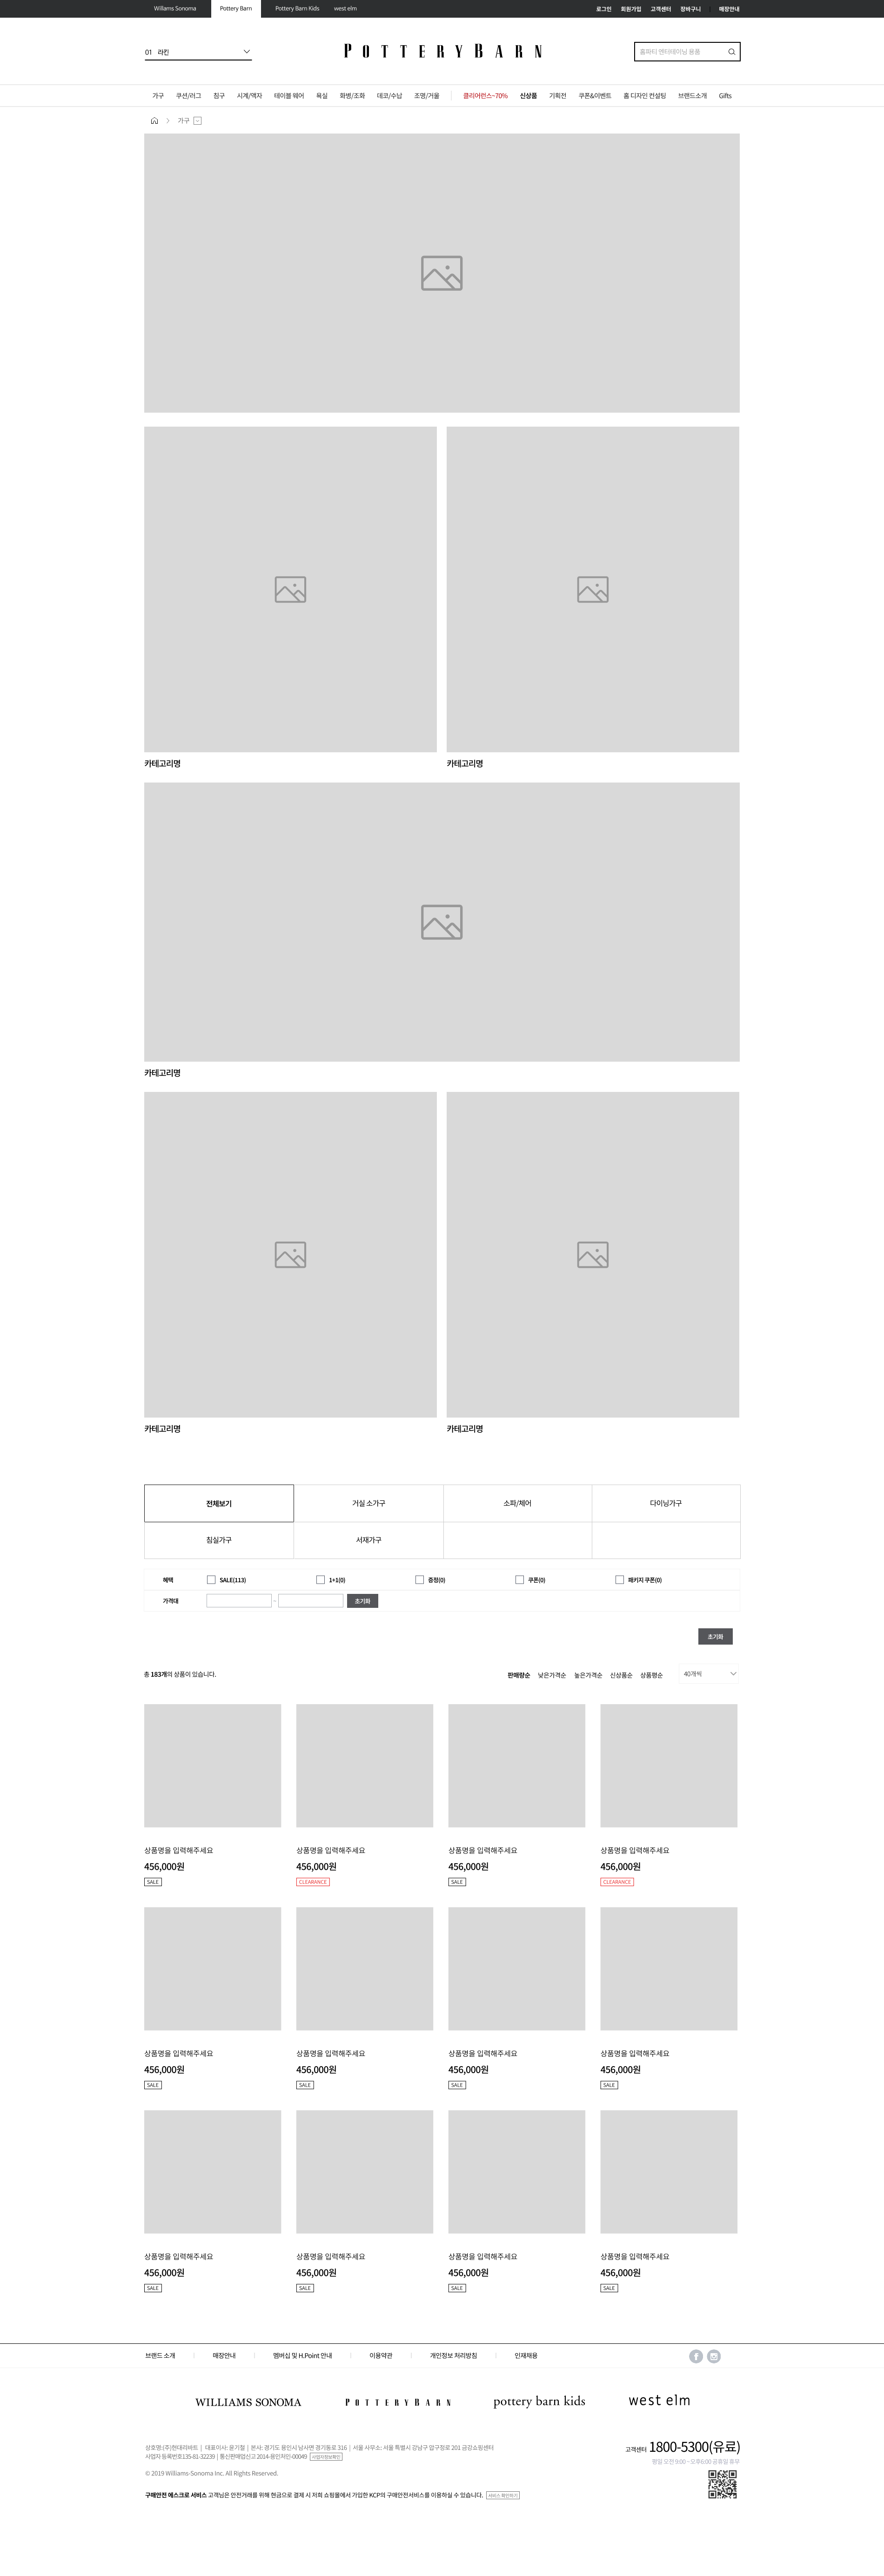 Willams Sonoma Pottery Barn Pottery Barn Kids west elm 로그인 회원가입 고객센터 장바구니 매장안내
01 라킨 POTTERY BARN 홈파티 엔터테이닝 용품
가구 쿠션/러그 침구 시계/액자 테이블 웨어 욕실 화병/조화 데코/수납 조명/거울 클리어런스~70% 신상품 기획전 쿠폰&이벤트 홈 디자인 컨설팅 브랜드소개 Gifts
가구
카테고리명 카테고리명
카테고리명
카테고리명 카테고리명
전체보기 거실 소가구 소파/체어 다이닝가구
침실가구 서재가구
혜택 SALE(113) 1+1(0) 증정(0) 쿠폰(0) 패키지 쿠폰(0)
가격대 ~ 초기화
초기화
총 183개의 상품이 있습니다. 판매량순 낮은가격순 높은가격순 신상품순 상품평순 40개씩
상품명을 입력해주세요 상품명을 입력해주세요 상품명을 입력해주세요 상품명을 입력해주세요
456,000원 456,000원 456,000원 456,000원
SALE CLEARANCE SALE CLEARANCE
상품명을 입력해주세요 상품명을 입력해주세요 상품명을 입력해주세요 상품명을 입력해주세요
456,000원 456,000원 456,000원 456,000원
SALE SALE SALE SALE
상품명을 입력해주세요 상품명을 입력해주세요 상품명을 입력해주세요 상품명을 입력해주세요
456,000원 456,000원 456,000원 456,000원
SALE SALE SALE SALE
브랜드 소개 매장안내 멤버십 및 H.Point 안내 이용약관 개인정보 처리방침 인재채용
WILLIAMS SONOMA POTTERY BARN pottery barn kids west elm
상호명:(주)현대리바트 | 대표이사: 윤기철 | 본사: 경기도 용인시 남사면 경기동로 316 | 서울 사무소: 서울 특별시 강남구 압구정로 201 금강쇼핑센터
사업자 등록번호135-81-32239 | 통신판매업신고 2014-용인처인-00049 사업자정보확인
고객센터 1800-5300(유료)
평일 오전 9:00 ~오후6:00 공휴일 휴무
© 2019 Williams-Sonoma Inc. All Rights Reserved.
구매안전 에스크로 서비스 고객님은 안전거래를 위해 현금으로 결제 시 저희 쇼핑몰에서 가입한 KCP의 구매안전서비스를 이용하실 수 있습니다. 서비스 확인하기